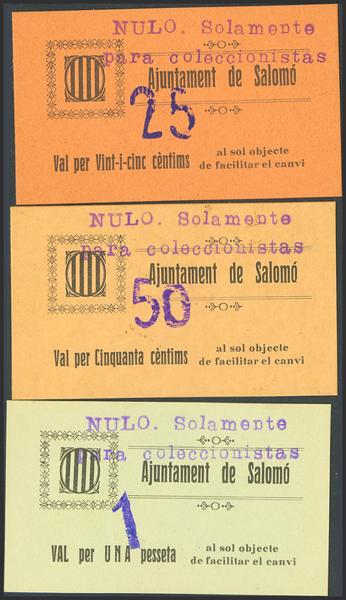 NULO. Solamente
para coleccionistas
Ajuntament de Salomó
25
Val per Vint-i-cinc cèntims
al sol objecte
de facilitar el canvi
NULO. Solamente
para coleccionistas
Ajuntament de Salomó
50
Val per Cinquanta cèntims
al sol objecte
de facilitar el canvi
NULO. Solamente
para coleccionistas
Ajuntament de Salomó
1
VAL per UNA pesseta
al sol objecte
de facilitar el canvi